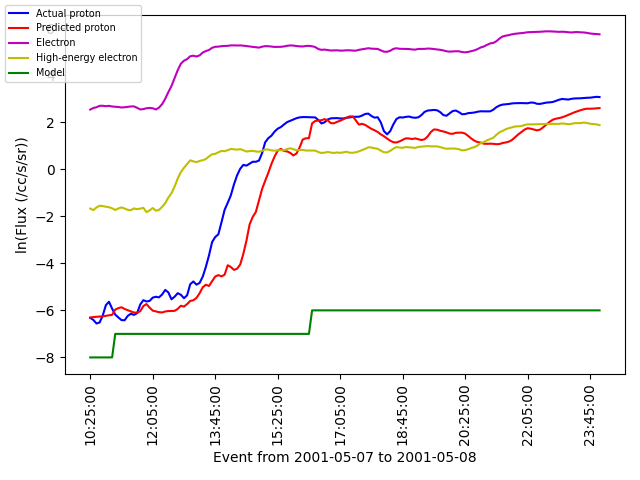 Actual proton
Predicted proton
Electron
High-energy electron
Model
2
0
−2
−4
−6
−8
ln(Flux (/cc/s/sr))
10:25:00
12:05:00
13:45:00
15:25:00
17:05:00
18:45:00
20:25:00
22:05:00
23:45:00
Event from 2001-05-07 to 2001-05-08